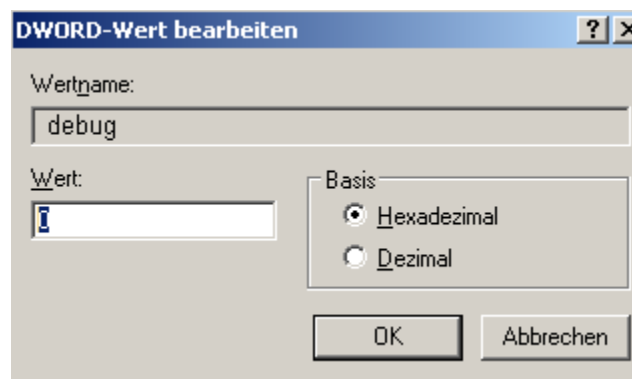 DWORD-Wert bearbeiten
Wertname:
debug
Wert:
0
Basis
Hexadezimal
Dezimal
OK
Abbrechen